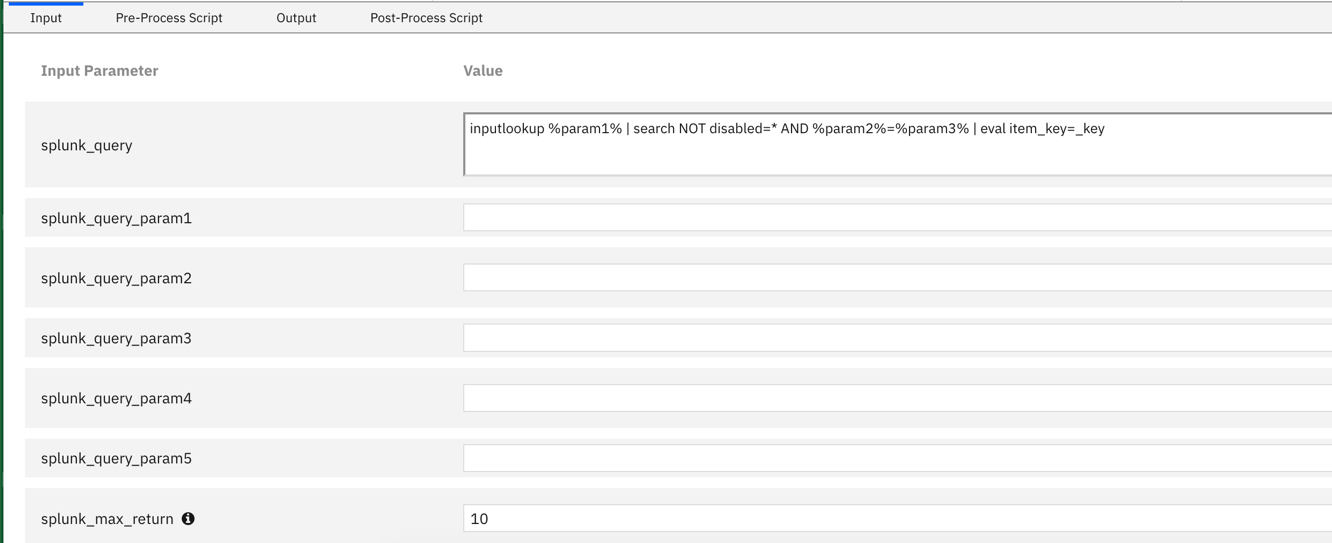 Input Pre-Process Script Output Post-Process Script
Input Parameter Value
splunk_query inputlookup %param1% | search NOT disabled=* AND %param2%=%param3% | eval item_key=_key
splunk_query_param1
splunk_query_param2
splunk_query_param3
splunk_query_param4
splunk_query_param5
splunk_max_return 10